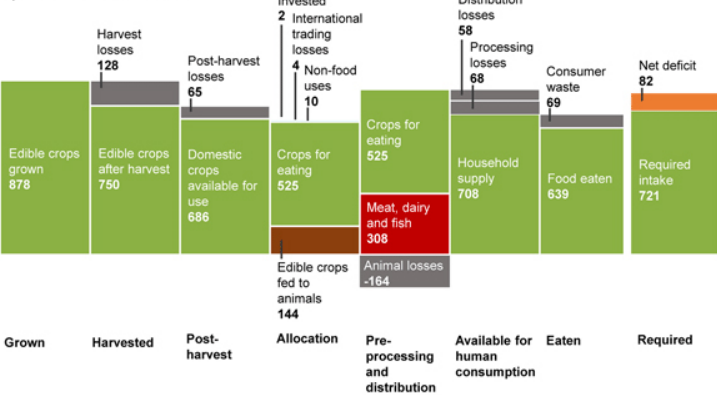 Invested
2
International
trading
losses
4
Non-food
uses
10
Distribution
losses
58
Processing
losses
68
Harvest
losses
128
Post-harvest
losses
65
Consumer
waste
69
Net deficit
82
Edible crops
grown
878
Edible crops
after harvest
750
Domestic
crops
available for
use
686
Crops for
eating
525
Crops for
eating
525
Meat, dairy
and fish
308
Household
supply
708
Food eaten
639
Required
intake
721
Edible crops
fed to
animals
144
Animal losses
-164
Grown
Harvested
Post-
harvest
Allocation
Pre-
processing
and
distribution
Available for
human
consumption
Eaten
Required